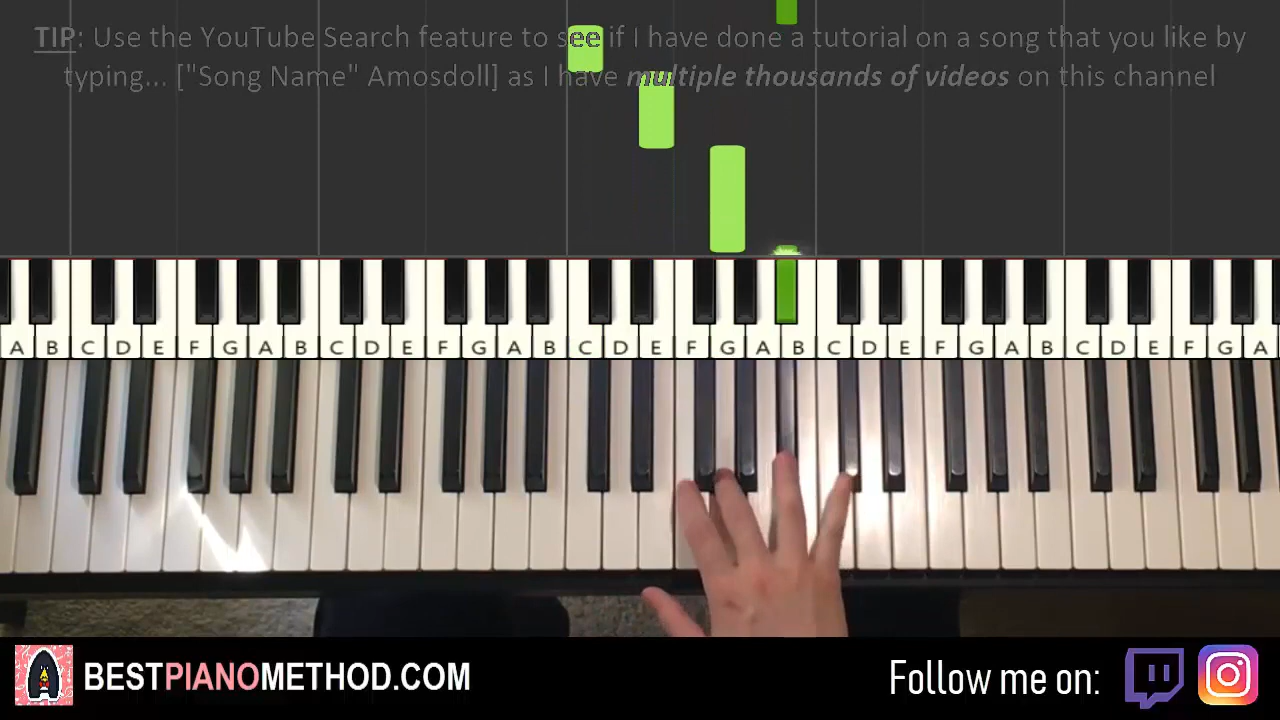 TIP: Use the YouTube Search feature to see if I have done a tutorial on a song that you like by
typing... ["Song Name" Amosdoll] as I have multiple thousands of videos on this channel
A B C D E F G A B C D E F G A B C D E F G A B C D E F G A B C D E F G A
BESTPIANOMETHOD.COM
Follow me on: